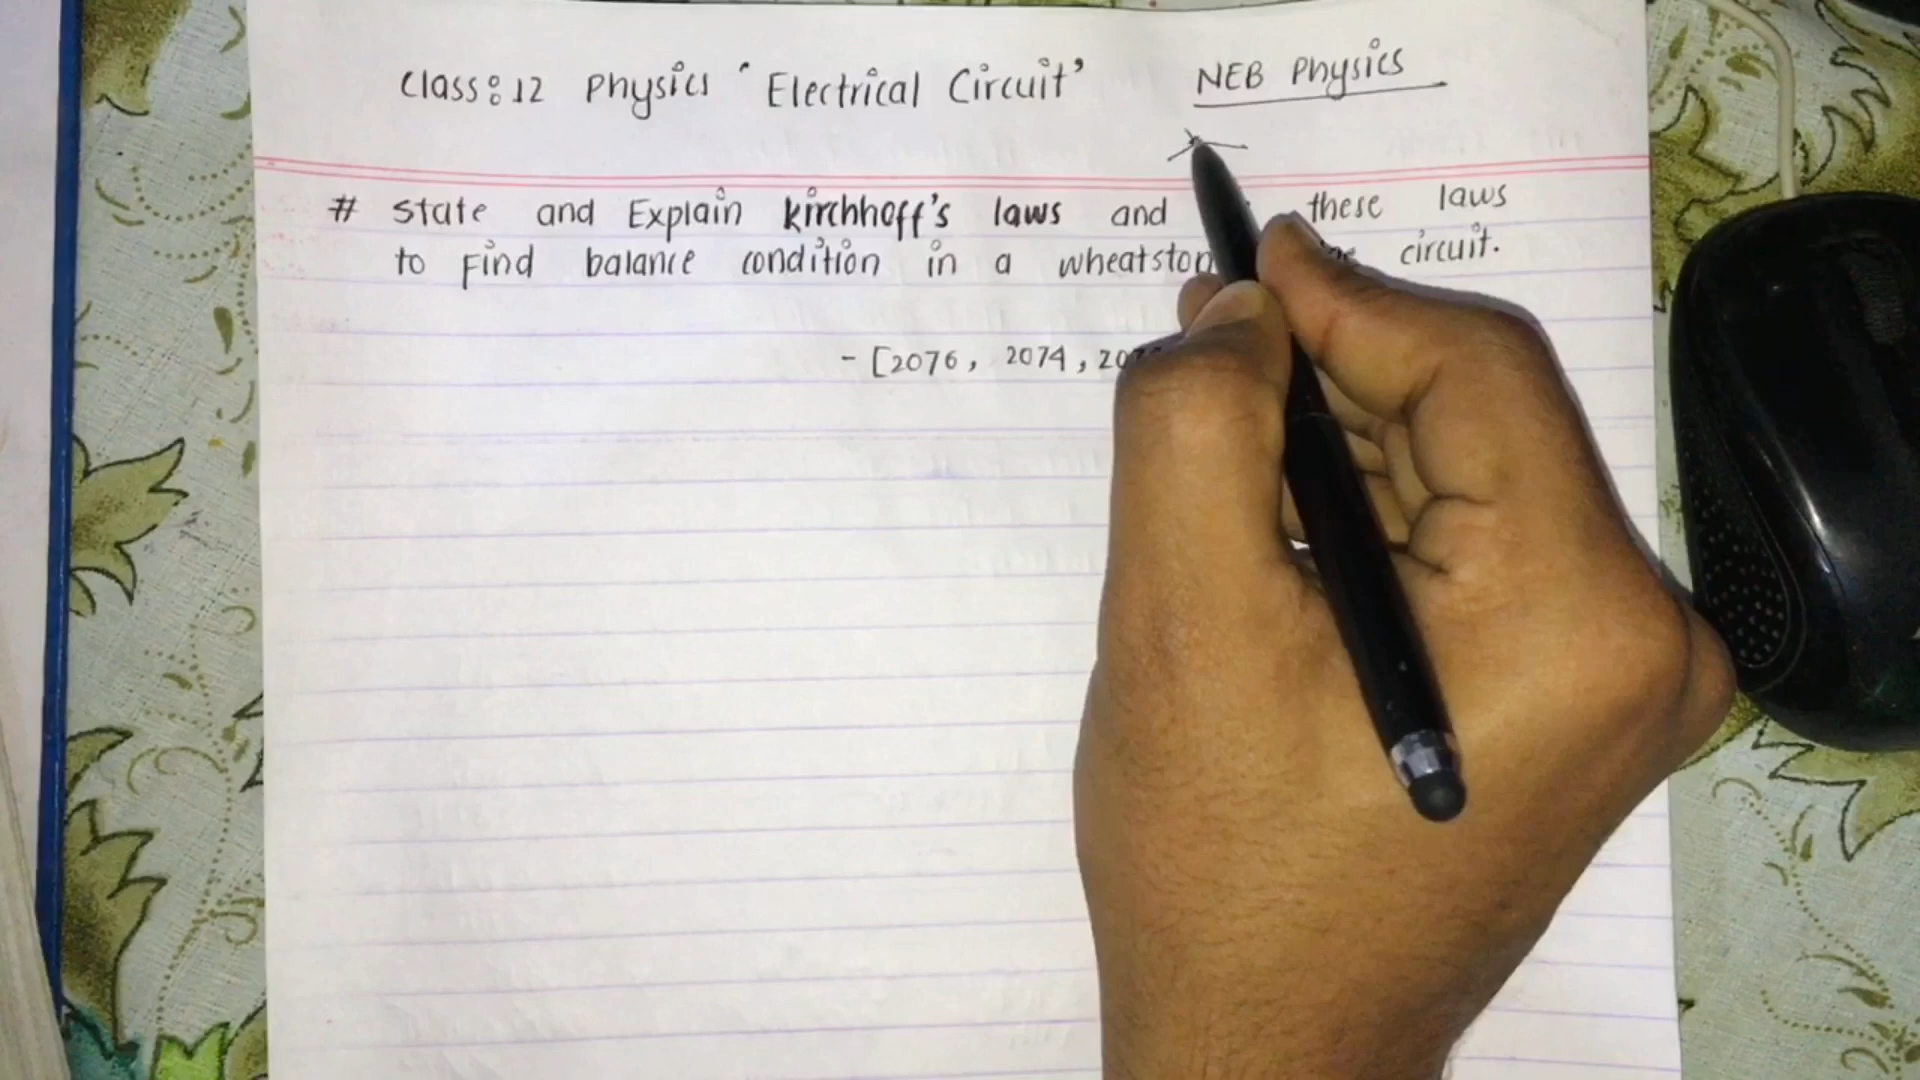 Class: 12 Physics 'Electrical Circuit'
NEB Physics
# State and Explain Kirchhoff's laws and these laws
to Find balance condition in a wheatston circuit.
- [2076, 2074, 20